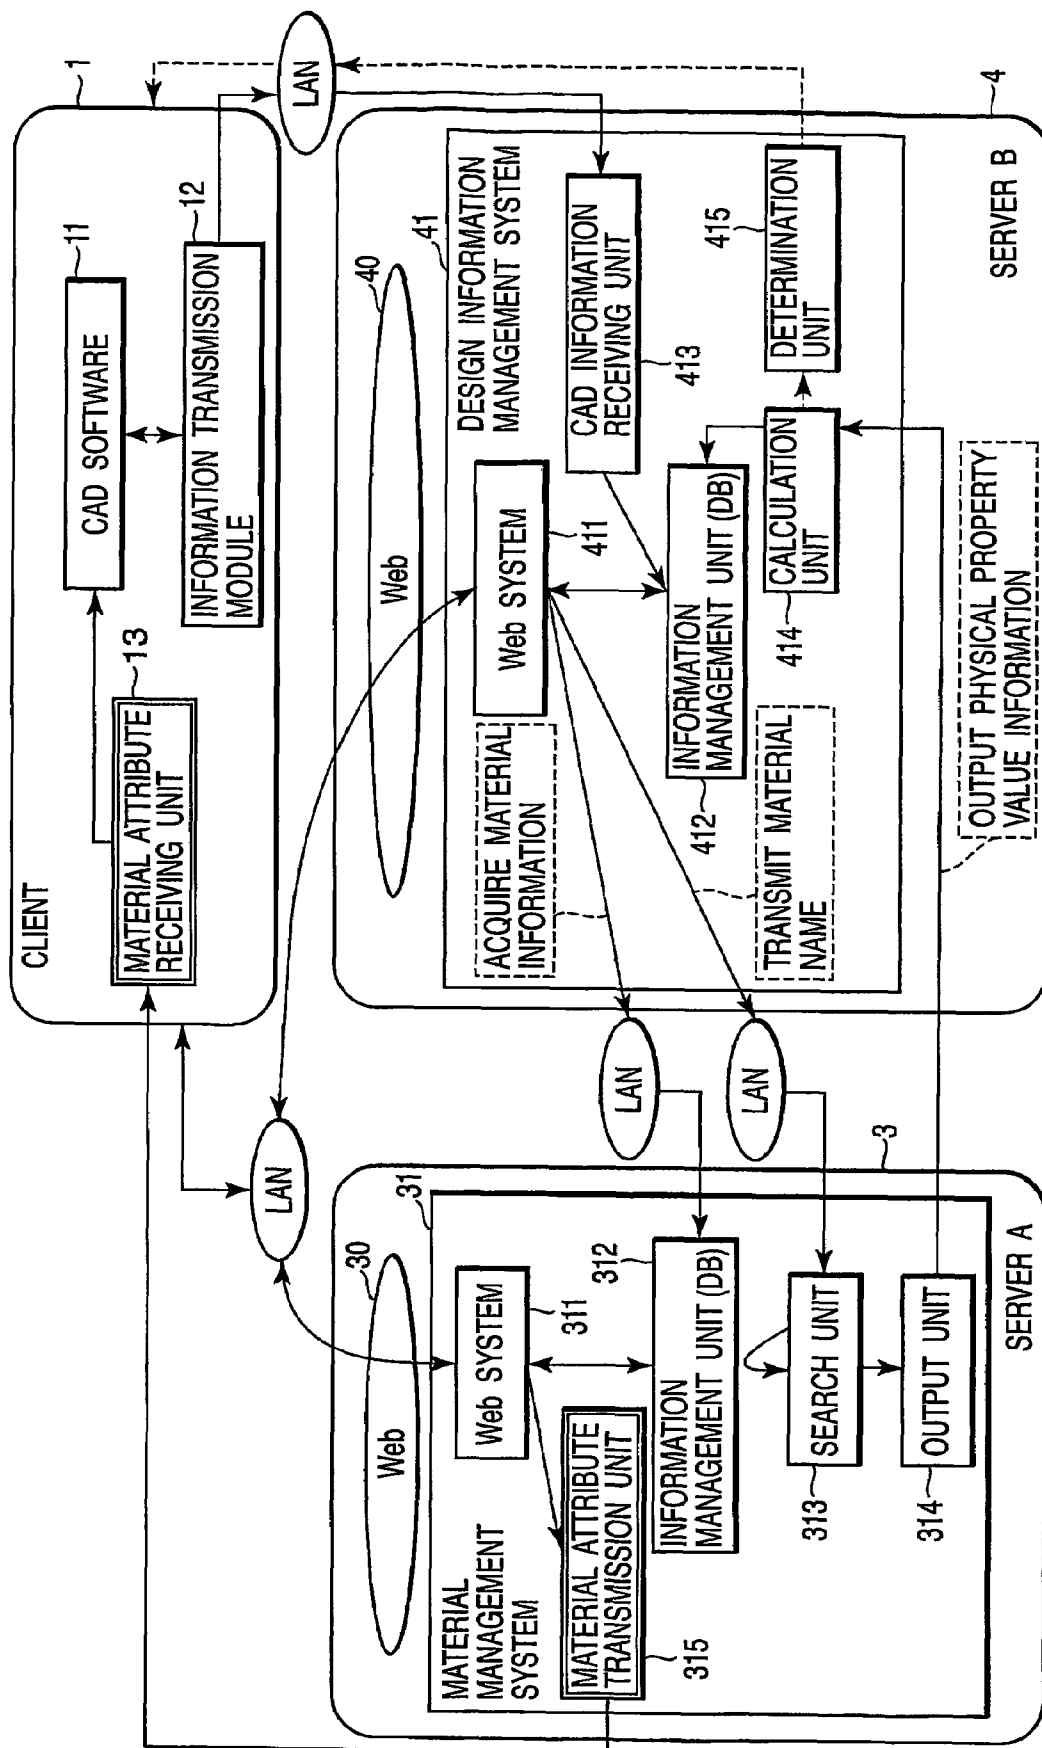 CLIENT
1
CAD SOFTWARE
11
INFORMATION TRANSMISSION
MODULE
12
MATERIAL ATTRIBUTE
RECEIVING UNIT
13
LAN
LAN
Web
30
MATERIAL
MANAGEMENT
SYSTEM
31
Web SYSTEM
311
MATERIAL ATTRIBUTE
TRANSMISSION UNIT
315
INFORMATION
MANAGEMENT UNIT (DB)
312
SEARCH UNIT
313
OUTPUT UNIT
314
SERVER A
3
LAN
LAN
Web
40
DESIGN INFORMATION
MANAGEMENT SYSTEM
41
Web SYSTEM
411
ACQUIRE MATERIAL
INFORMATION
CAD INFORMATION
RECEIVING UNIT
413
INFORMATION
MANAGEMENT UNIT (DB)
412
TRANSMIT MATERIAL
NAME
CALCULATION
UNIT
414
DETERMINATION
UNIT
415
OUTPUT PHYSICAL PROPERTY
VALUE INFORMATION
SERVER B
4